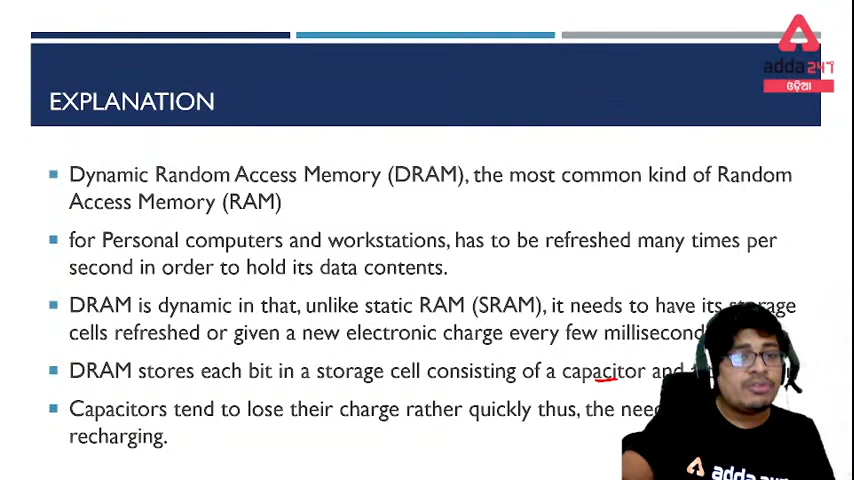 adda247
ଓଡ଼ିଆ
EXPLANATION
Dynamic Random Access Memory (DRAM), the most common kind of Random
Access Memory (RAM)
for Personal computers and workstations, has to be refreshed many times per
second in order to hold its data contents.
DRAM is dynamic in that, unlike static RAM (SRAM), it needs to have its storage
cells refreshed or given a new electronic charge every few
DRAM stores each bit in a storage cell consisting of a capacitor and
Capacitors tend to lose their charge rather quickly thus, the
recharging.